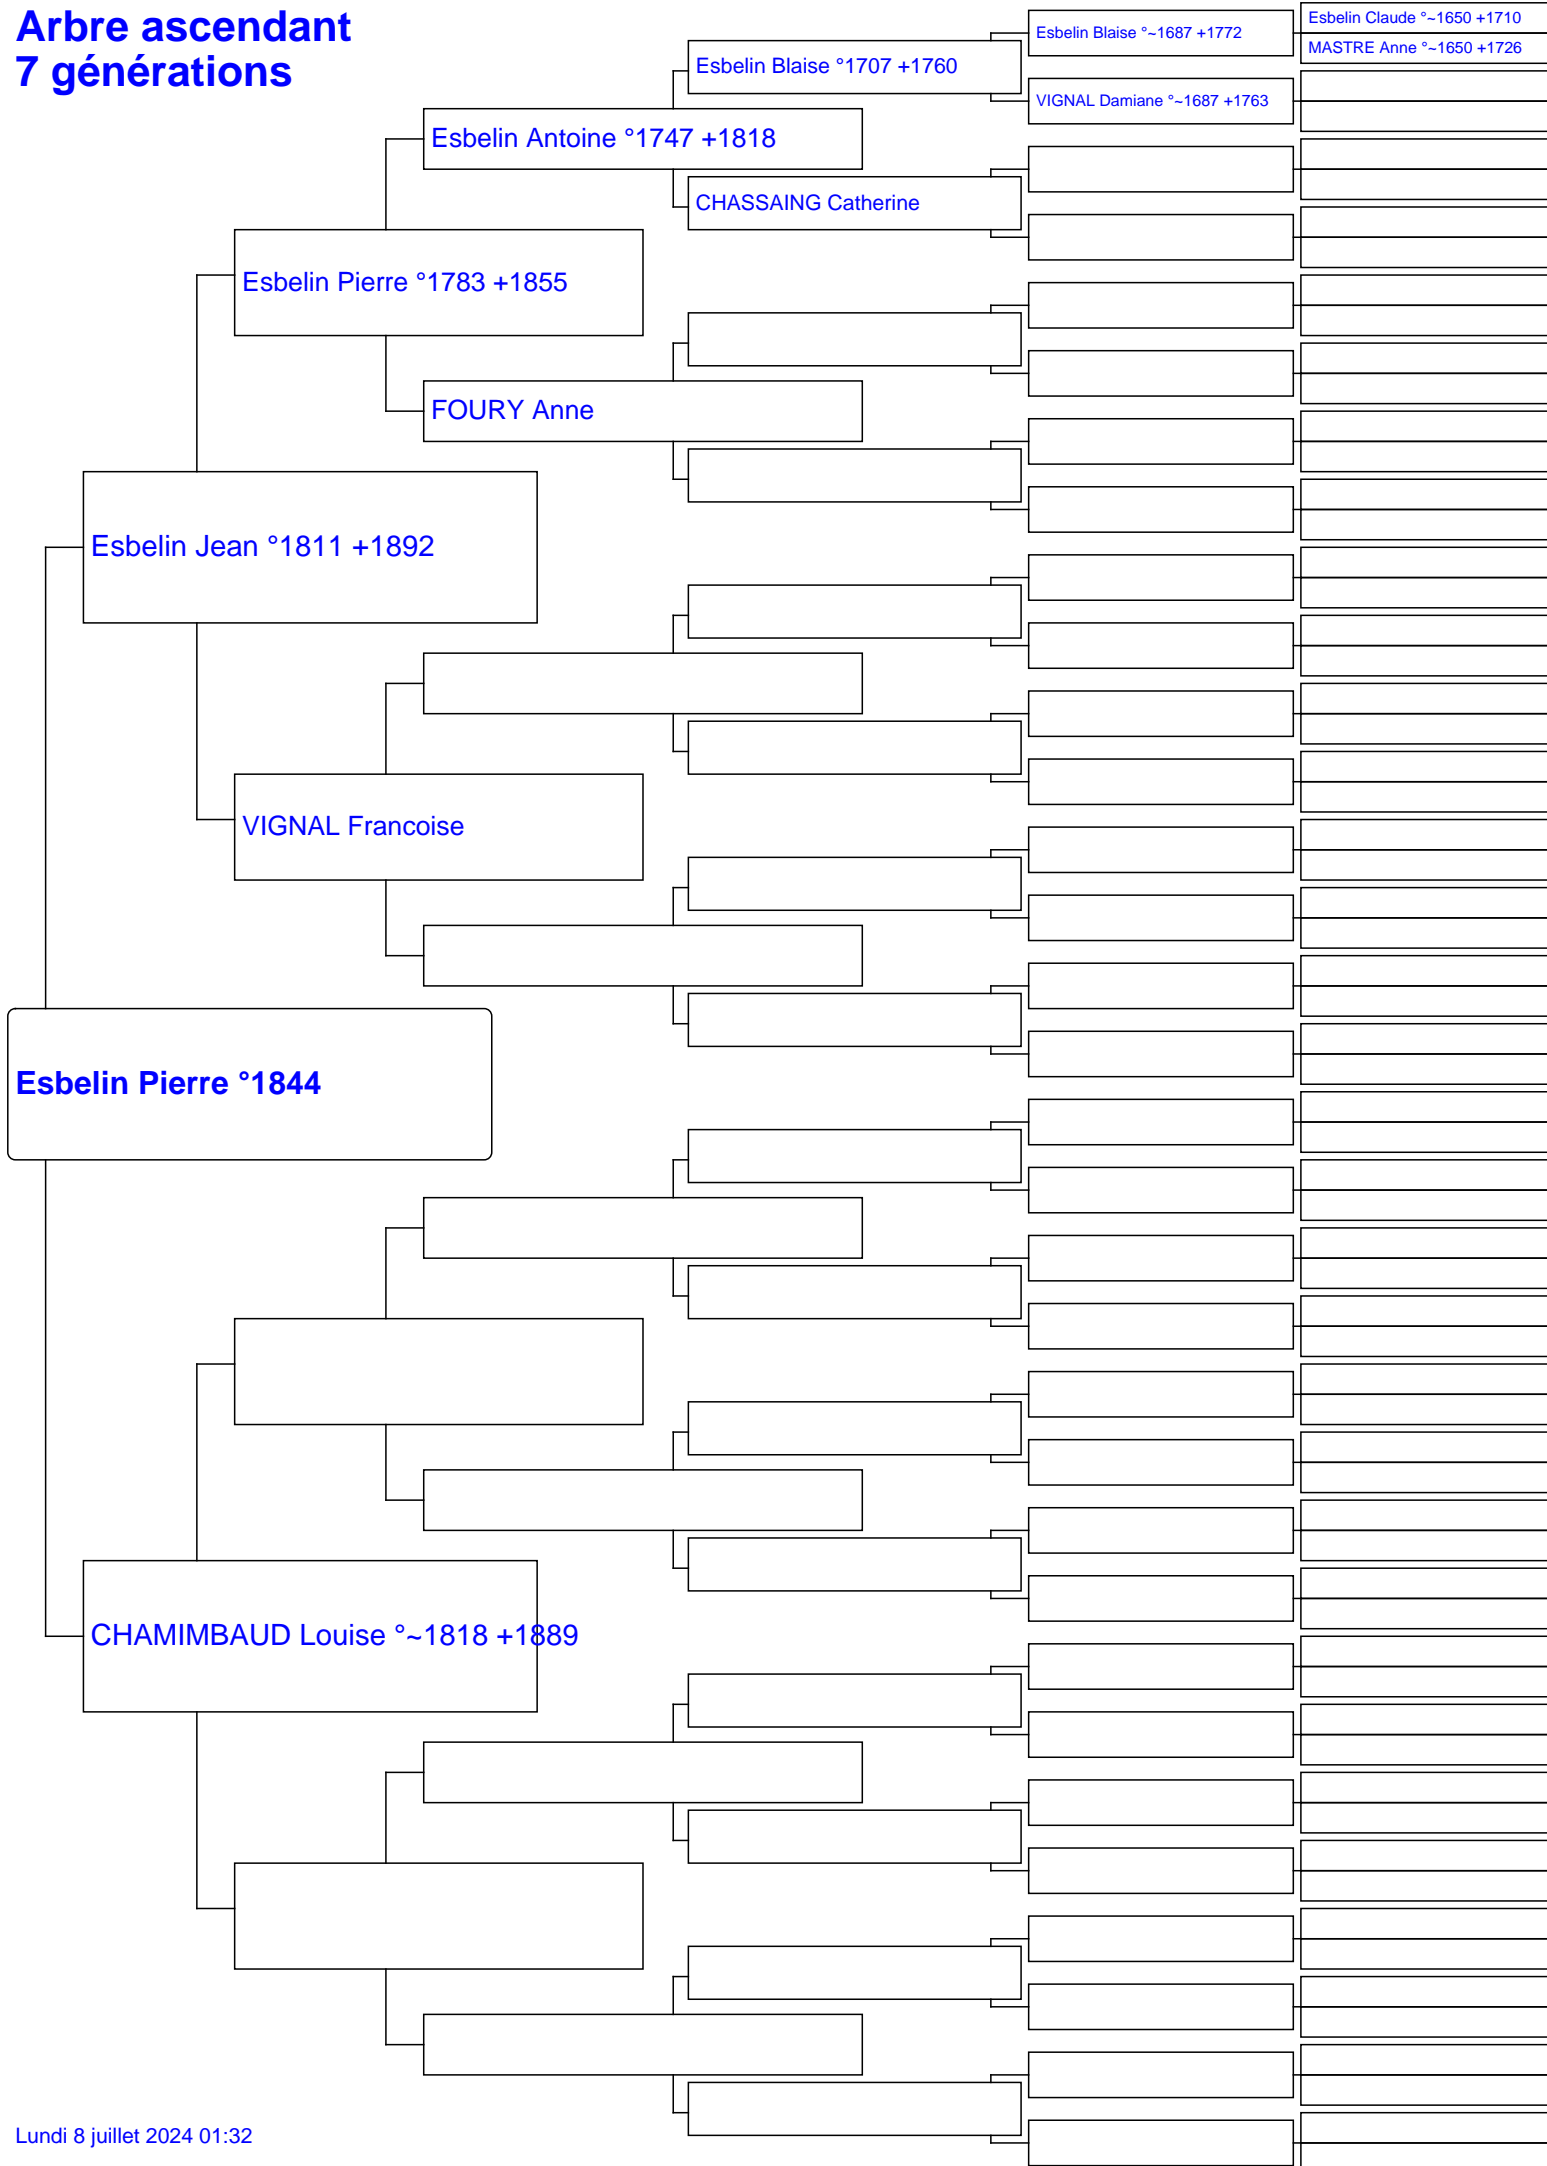 Arbre ascendant
7 générations
Esbelin Claude °~1650 +1710
Esbelin Blaise °~1687 +1772
MASTRE Anne °~1650 +1726
Esbelin Blaise °1707 +1760
VIGNAL Damiane °~1687 +1763
Esbelin Antoine °1747 +1818
CHASSAING Catherine
Esbelin Pierre °1783 +1855
FOURY Anne
Esbelin Jean °1811 +1892
VIGNAL Francoise
Esbelin Pierre °1844
CHAMIMBAUD Louise °~1818 +1889
Lundi 8 juillet 2024 01:32